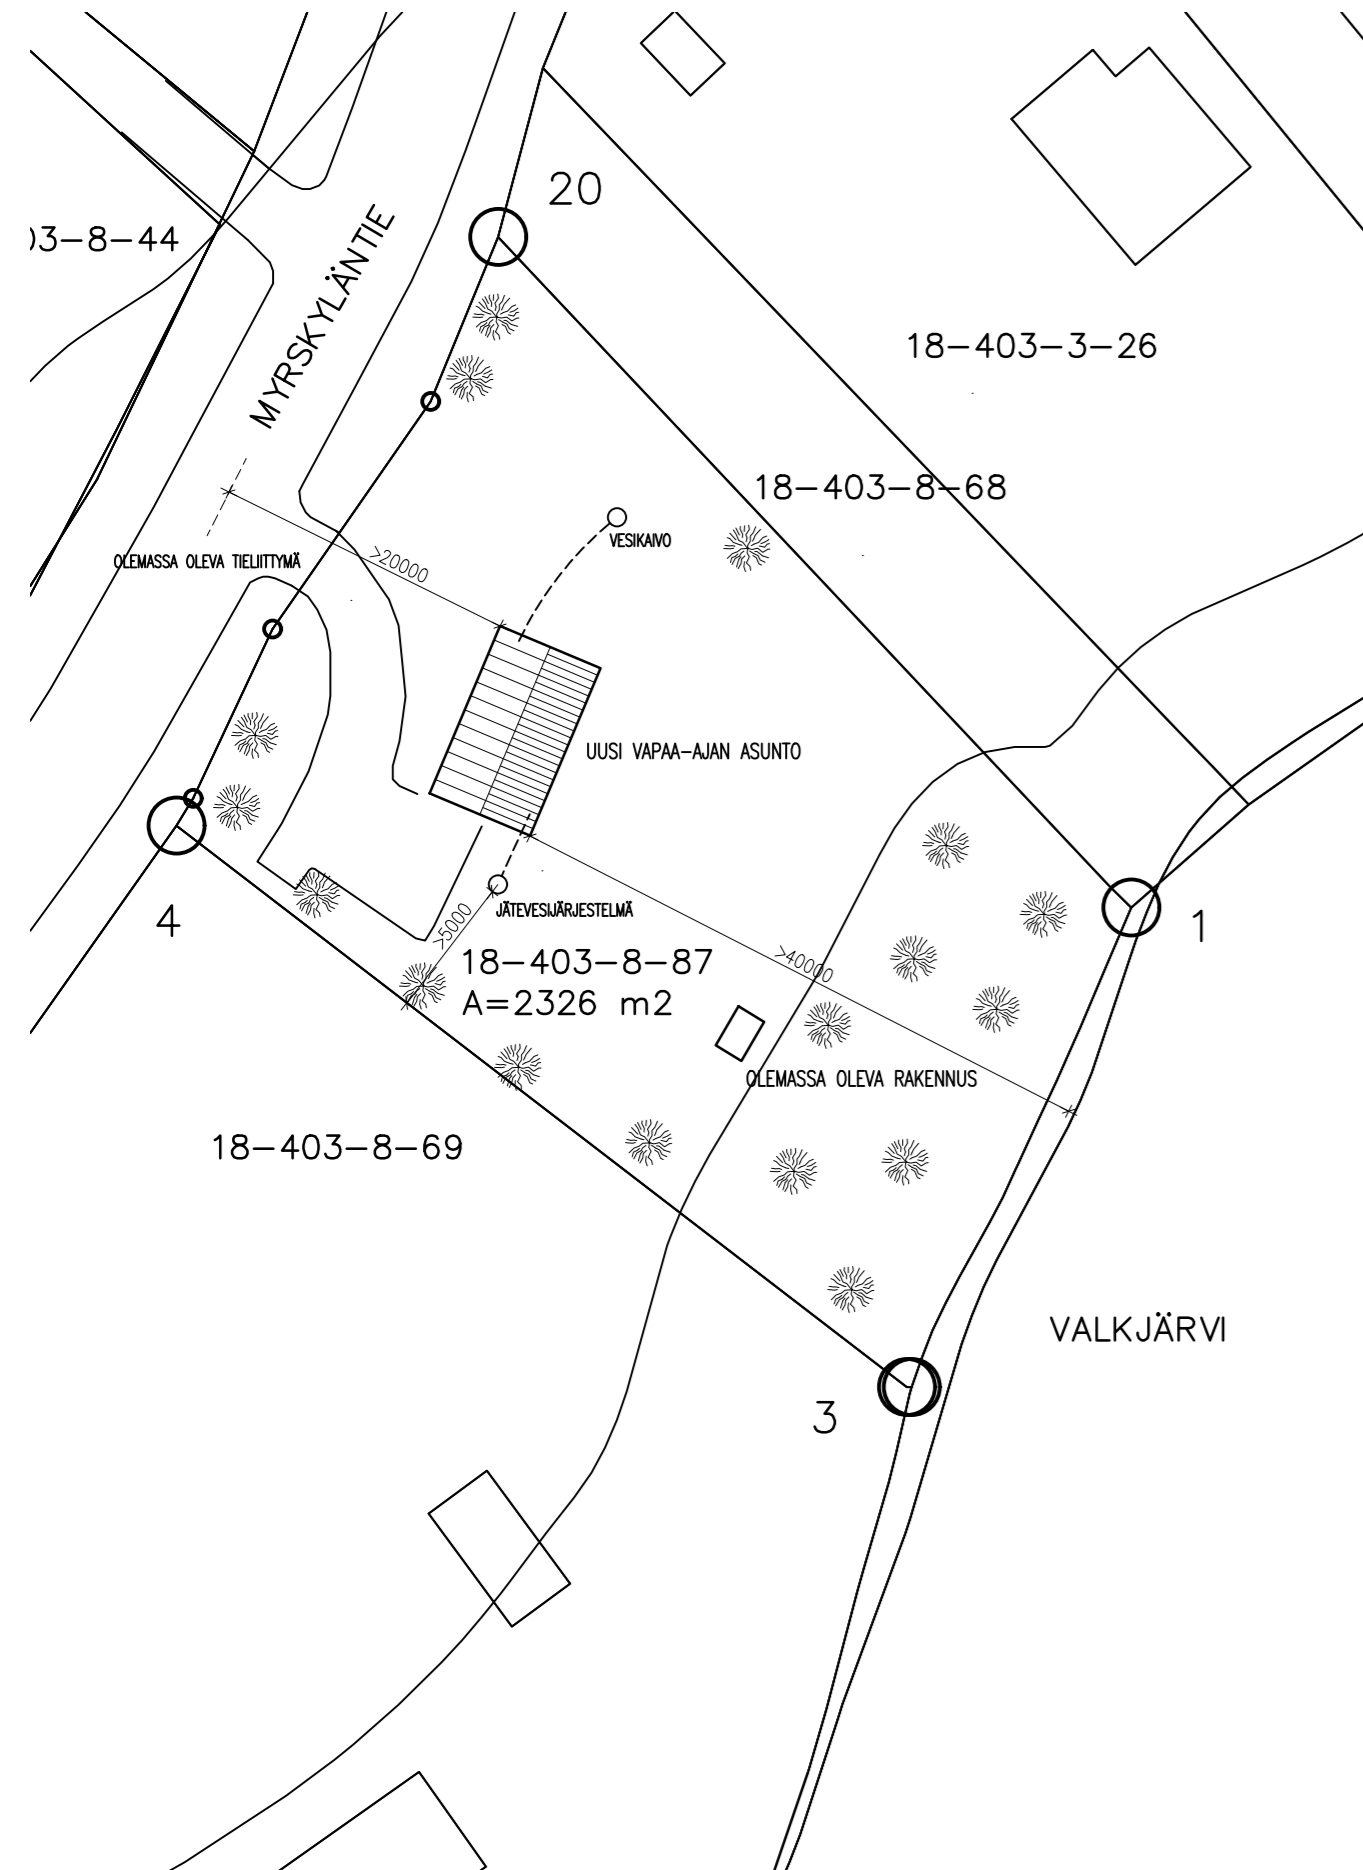 20
)3-8-44
MYRSKYLÄNTIE
18-403-3-26
18-403-8-68
VESIKAIVO
OLEMASSA OLEVA TIELIITTYMÄ
>20000
UUSI VAPAA-AJAN ASUNTO
4
JÄTEVESIJÄRJESTELMÄ
1
>5000
18-403-8-87
>40000
A=2326 m2
OLEMASSA OLEVA RAKENNUS
18-403-8-69
VALKJÄRVI
3